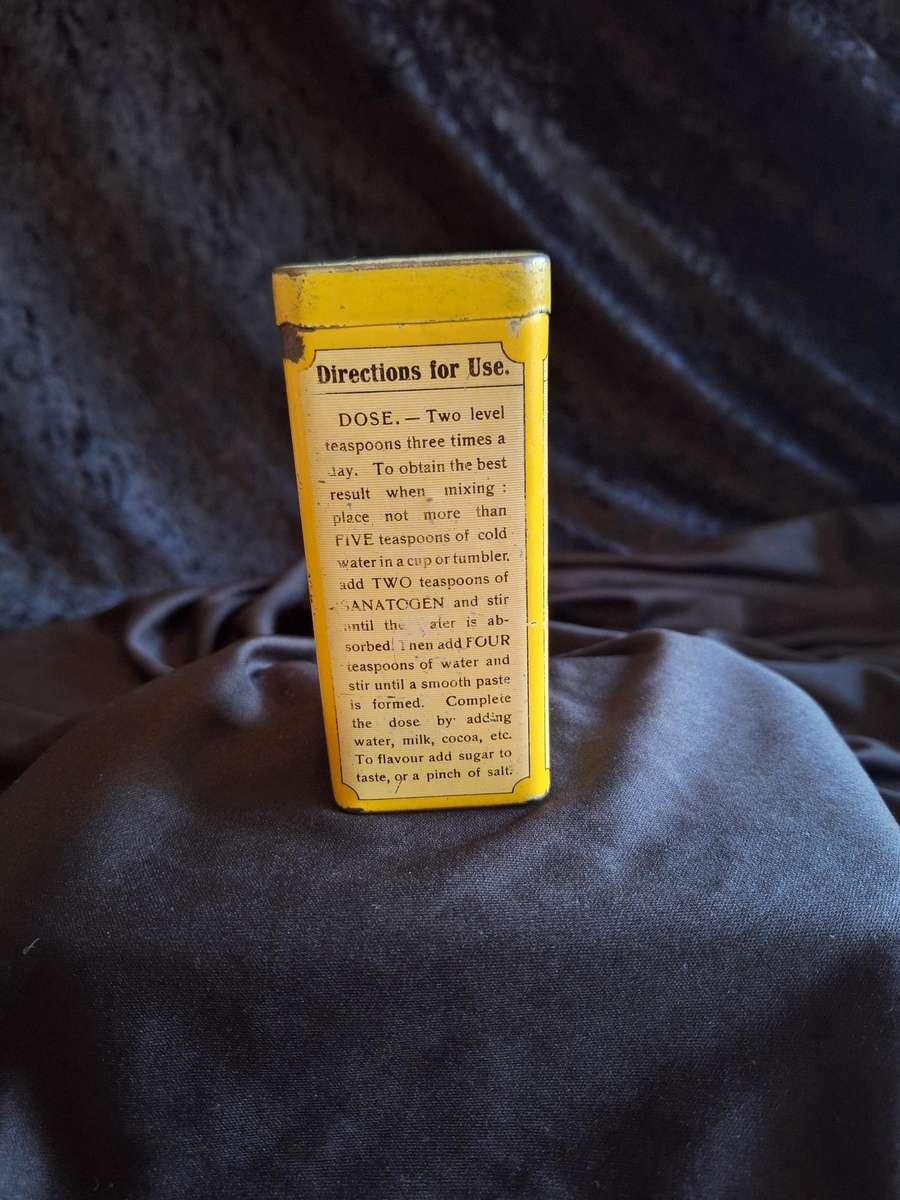 Directions for Use.
DOSE. — Two level
teaspoons three times a
day. To obtain the best
result when mixing :
place not more than
FIVE teaspoons of cold
water in a cup or tumbler,
add TWO teaspoons of
SANATOGEN and stir
until the water is ab-
sorbed. Then add FOUR
teaspoons of water and
stir until a smooth paste
is formed. Complete
the dose by adding
water, milk, cocoa, etc.
To flavour add sugar to
taste, or a pinch of salt.